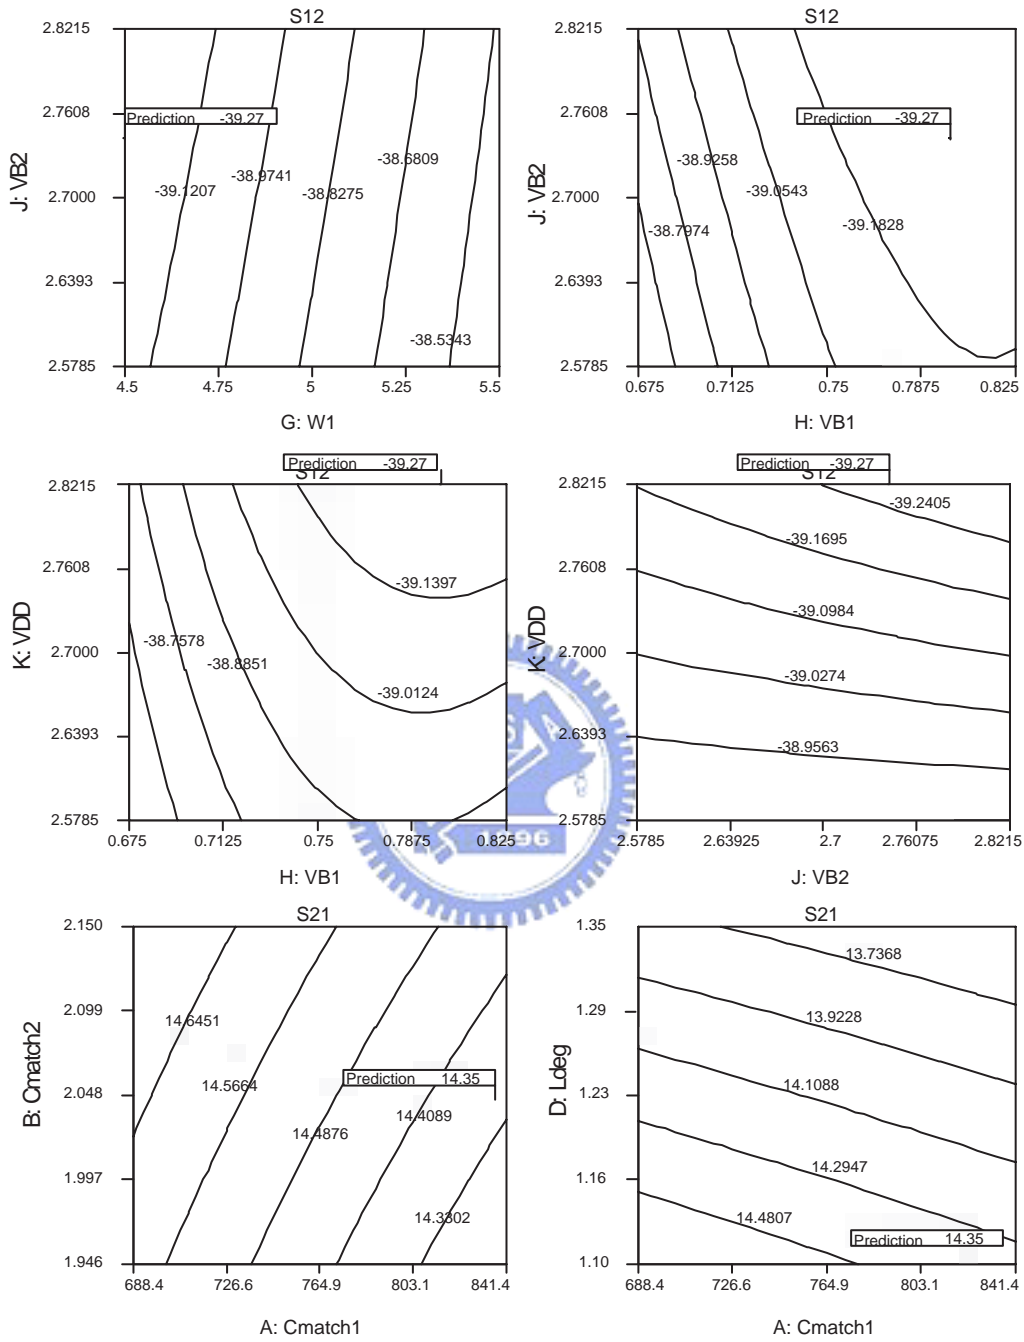 S12
2.8215
2.7608
2.7000
2.6393
2.5785
J: VB2
Prediction -39.27
-39.1207
-38.9741
-38.8275
-38.6809
-38.5343
4.5 4.75 5 5.25 5.5
G: W1
S12
2.8215
2.7608
2.7000
2.6393
2.5785
J: VB2
Prediction -39.27
-38.9258
-39.0543
-38.7974
-39.1828
0.675 0.7125 0.75 0.7875 0.825
H: VB1
Prediction -39.27
S12
2.8215
2.7608
2.7000
2.6393
2.5785
K: VDD
-39.1397
-38.7578
-38.8851
-39.0124
0.675 0.7125 0.75 0.7875 0.825
H: VB1
Prediction -39.27
S12
2.8215
2.7608
2.7000
2.6393
2.5785
K: VDD
-39.2405
-39.1695
-39.0984
-39.0274
-38.9563
2.5785 2.63925 2.7 2.76075 2.8215
J: VB2
1996
S21
2.150
2.099
2.048
1.997
1.946
B: Cmatch2
14.6451
14.5664
Prediction 14.35
14.4876
14.4089
14.3302
688.4 726.6 764.9 803.1 841.4
A: Cmatch1
S21
1.35
1.29
1.23
1.16
1.10
D: Ldeg
13.7368
13.9228
14.1088
14.2947
14.4807
Prediction 14.35
688.4 726.6 764.9 803.1 841.4
A: Cmatch1